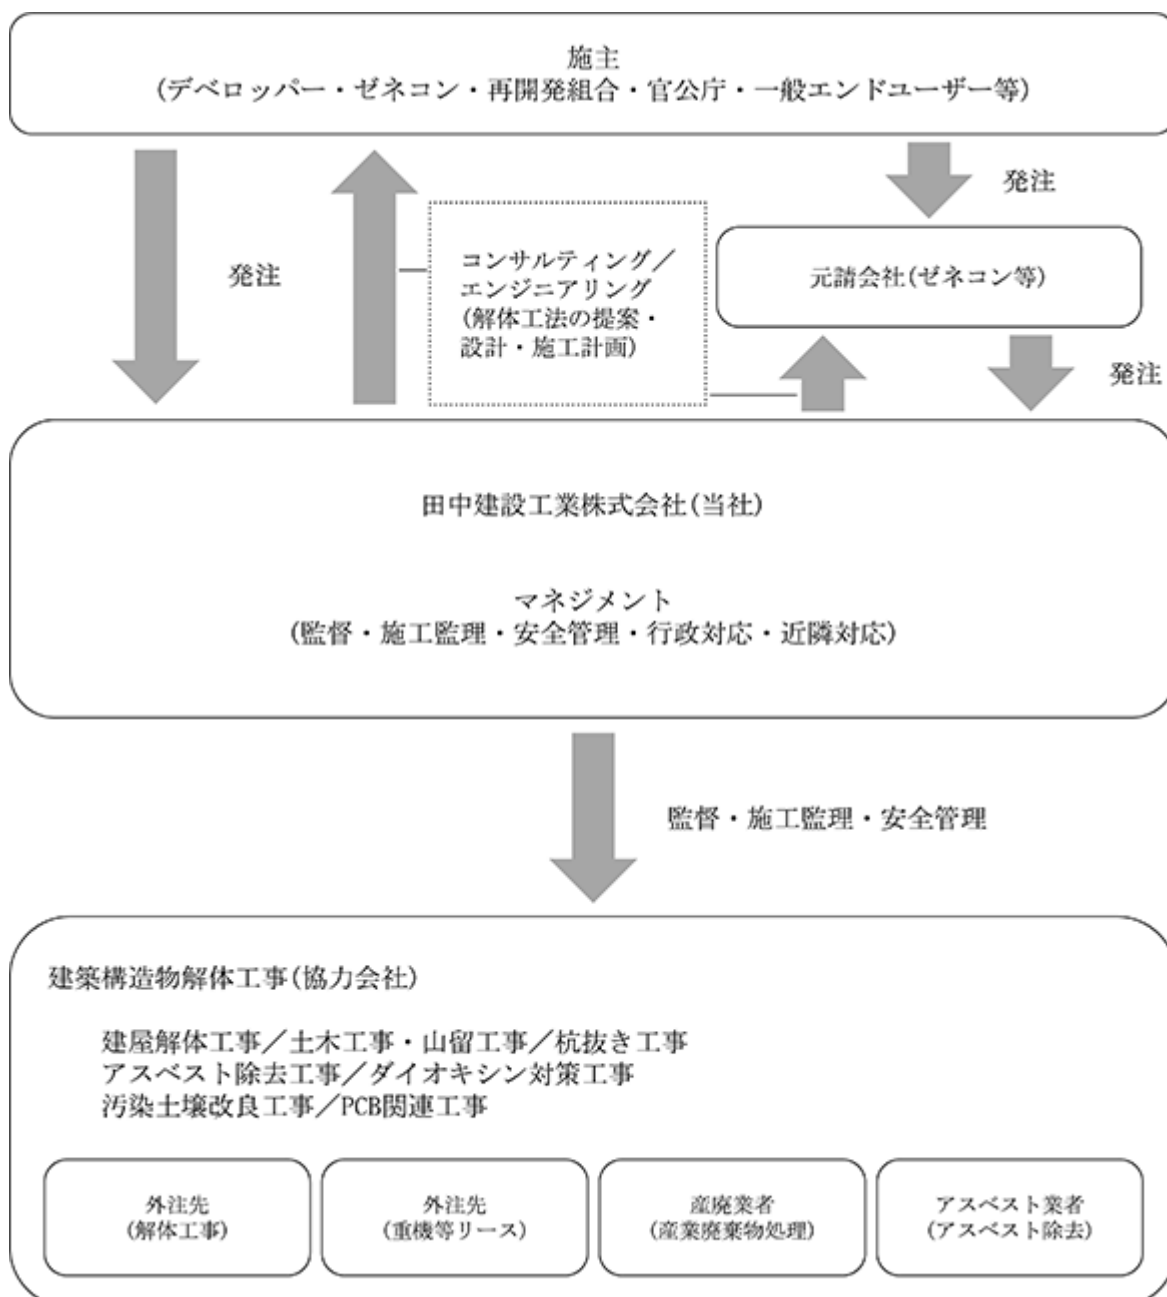 施主
(デベロッパー・ゼネコン・再開発組合・官公庁・一般エンドユーザー等)
発注
コンサルティング／
エンジニアリング
(解体工法の提案・
設計・施工計画)
発注
元請会社(ゼネコン等)
発注
田中建設工業株式会社(当社)
マネジメント
(監督・施工監理・安全管理・行政対応・近隣対応)
監督・施工監理・安全管理
建築構造物解体工事(協力会社)
建屋解体工事／土木工事・山留工事／杭抜き工事
アスベスト除去工事／ダイオキシン対策工事
汚染土壌改良工事／PCB関連工事
外注先
(解体工事)
外注先
(重機等リース)
産廃業者
(産業廃棄物処理)
アスベスト業者
(アスベスト除去)